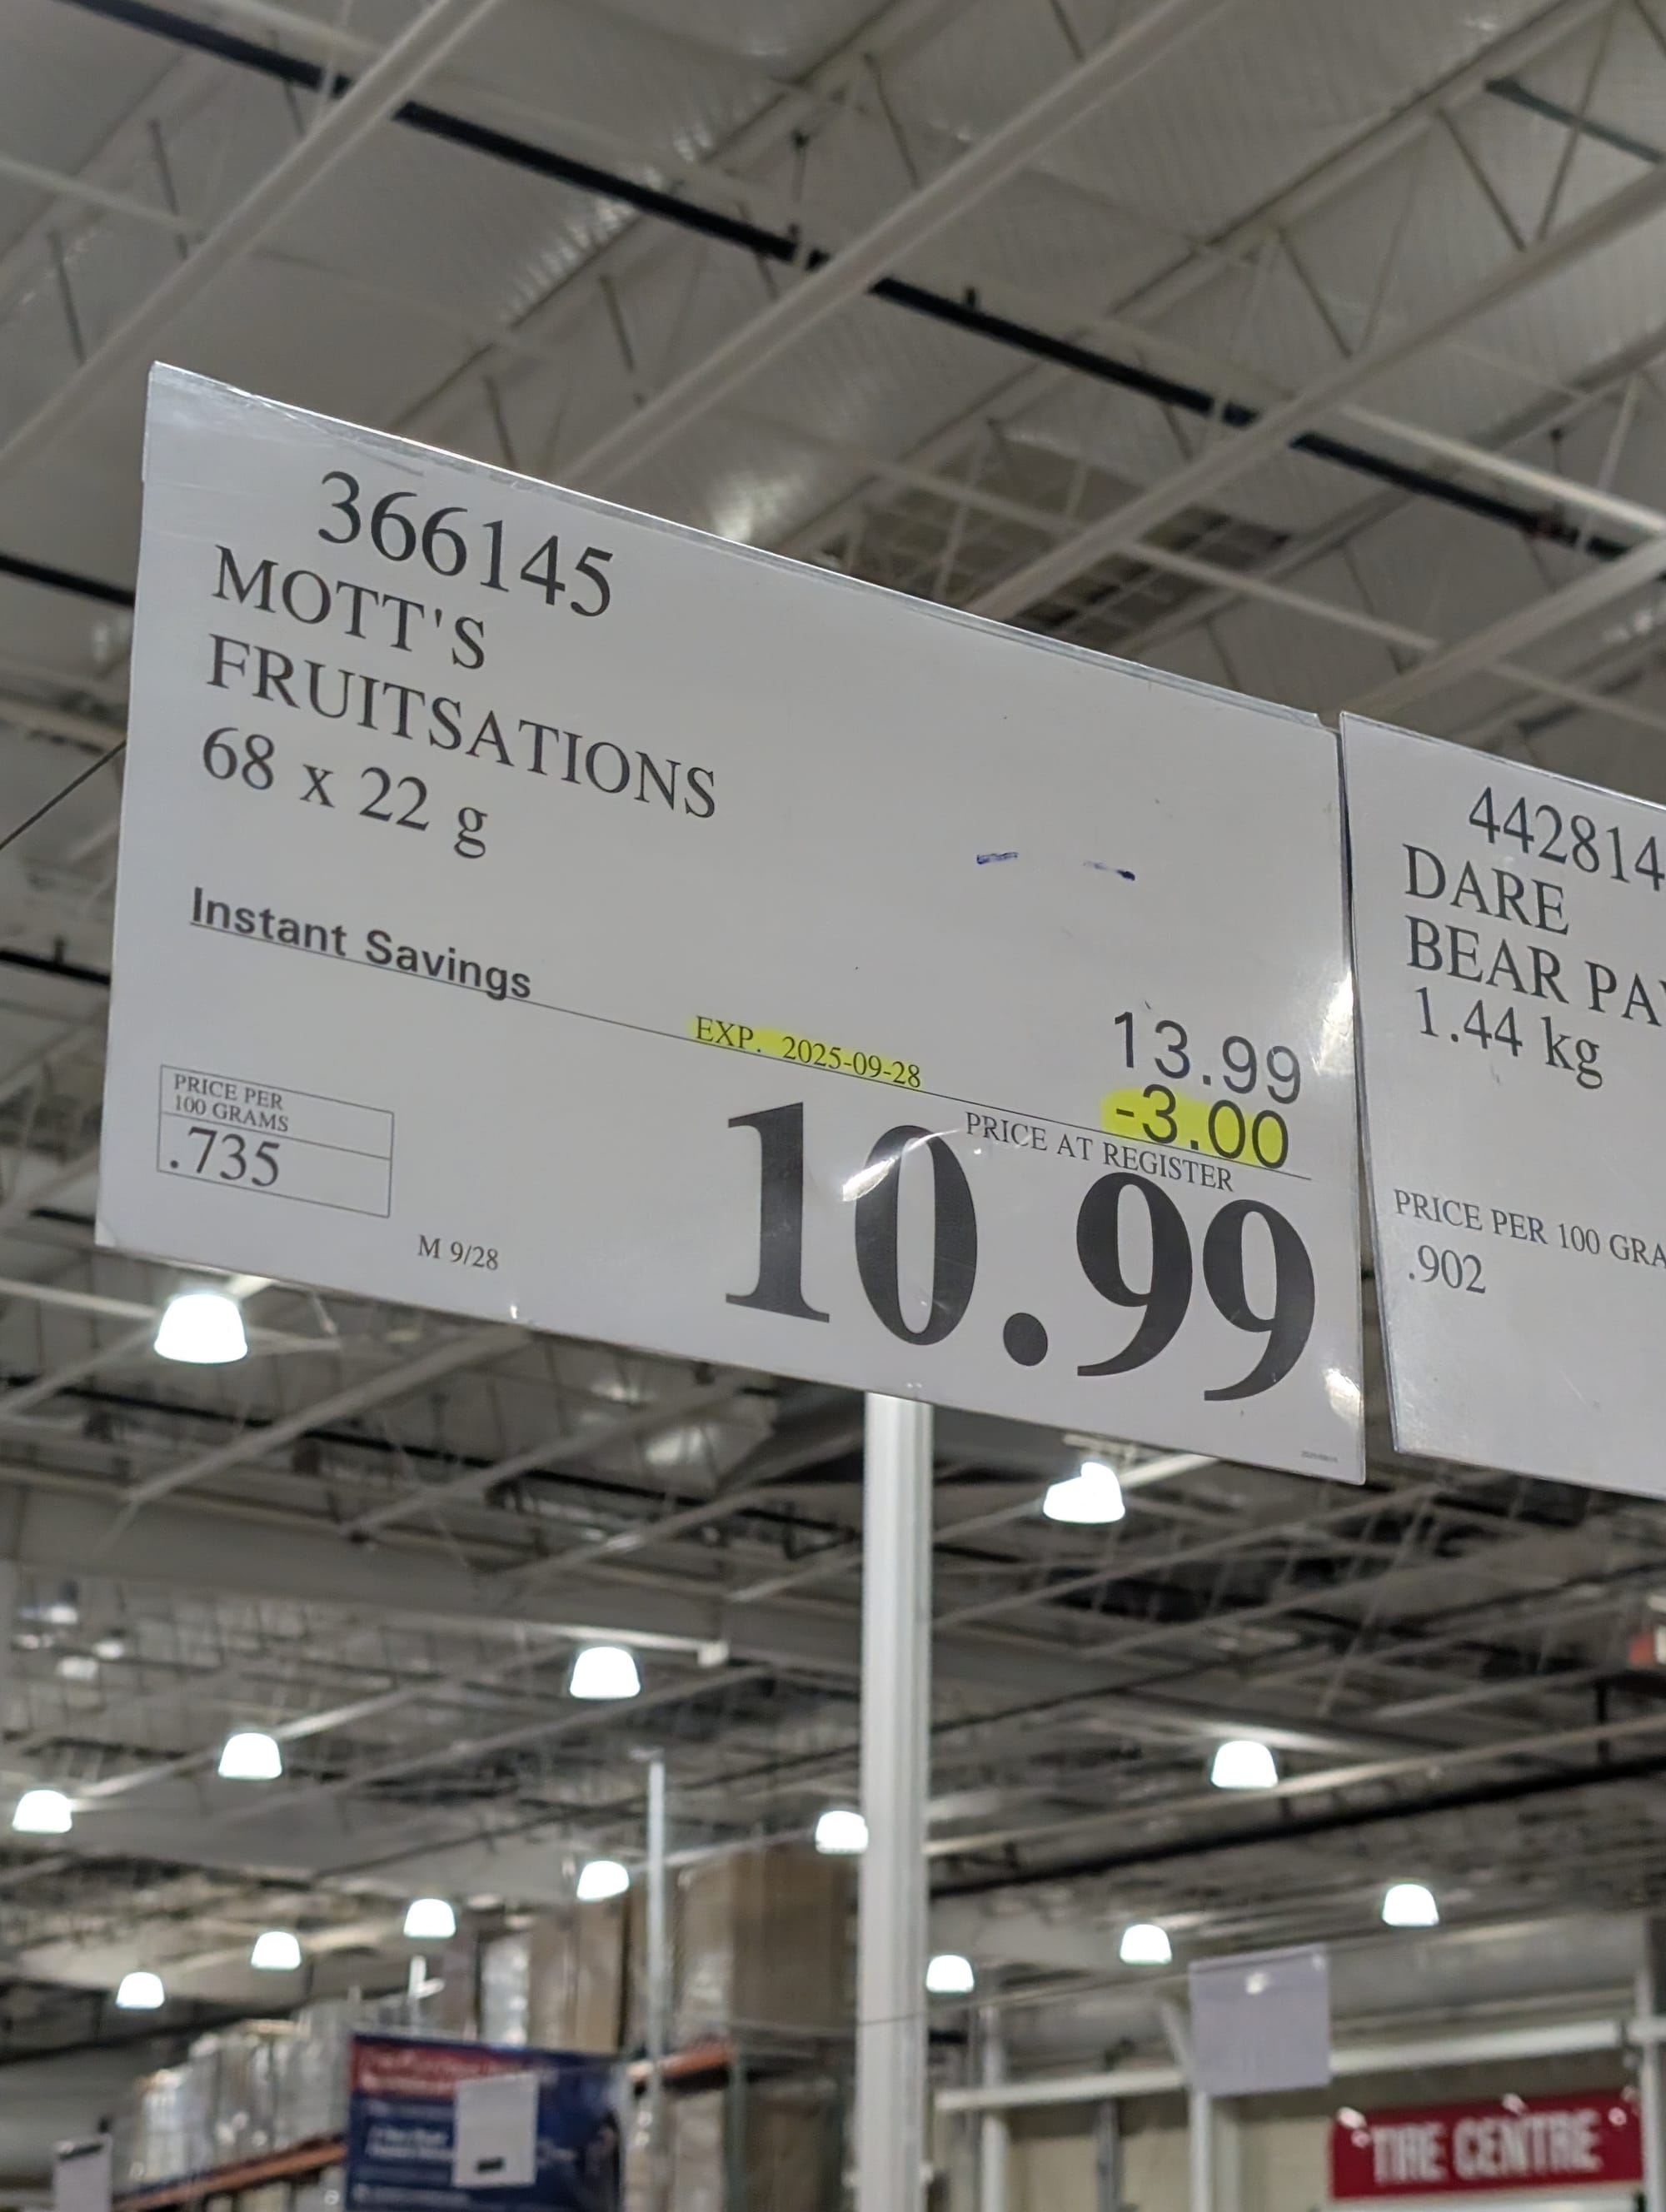 366145
MOTT'S
FRUITSATIONS
68 x 22 g
Instant Savings
EXP. 2025-09-28
13.99
-3.00
PRICE AT REGISTER
10.99
PRICE PER
100 GRAMS
.735
M 9/28
442814
DARE
BEAR PA
1.44 kg
PRICE PER 100 GRA
.902
TIRE CENTRE